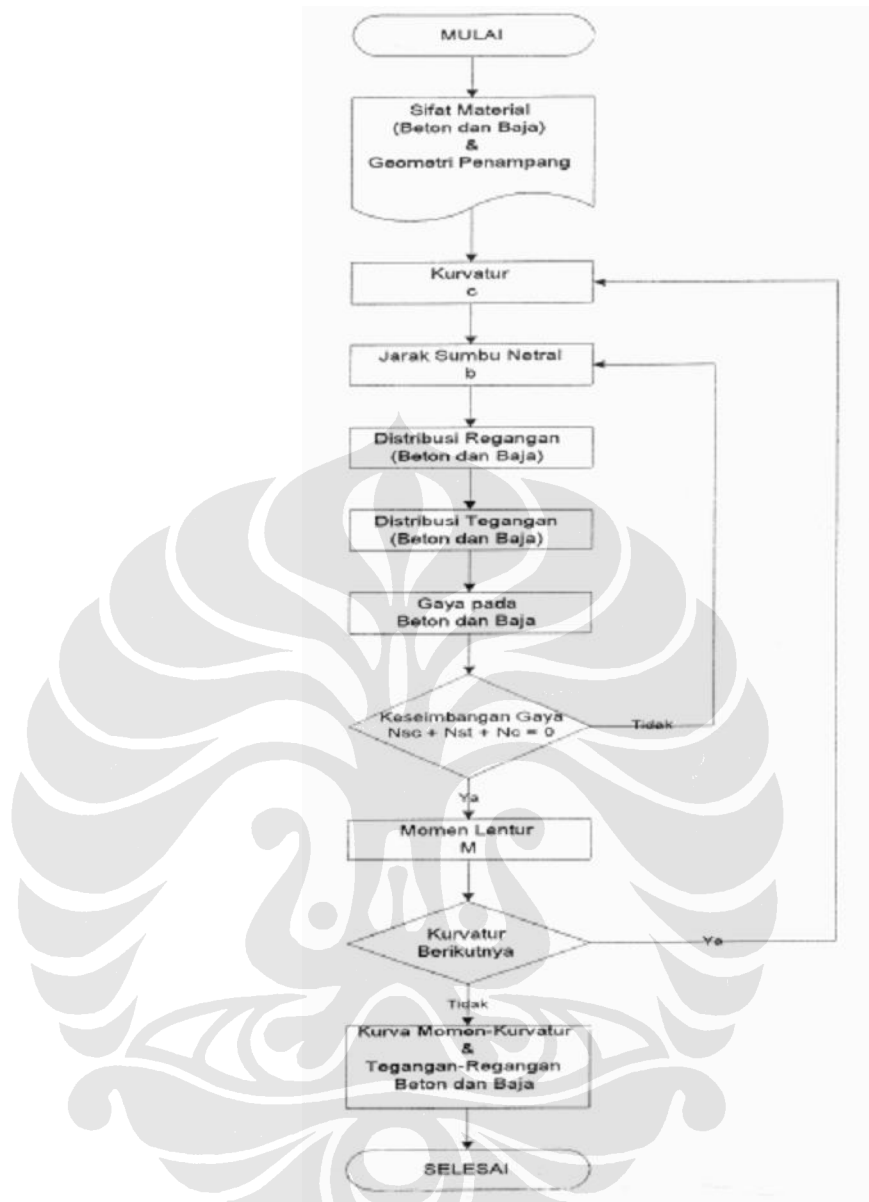 MULAI
Sifat Material
(Beton dan Baja)
&
Geometri Penampang
Kurvatur
c
Jarak Sumbu Netral
b
Distribusi Regangan
(Beton dan Baja)
Distribusi Tegangan
(Beton dan Baja)
Gaya pada
Beton dan Baja
Keseimbangan Gaya
Nsc + Nst + Nc = 0
Tidak
Ya
Momen Lentur
M
Kurvatur
Berikutnya
Ya
Tidak
Kurva Momen-Kurvatur
&
Tegangan-Regangan
Beton dan Baja
SELESAI